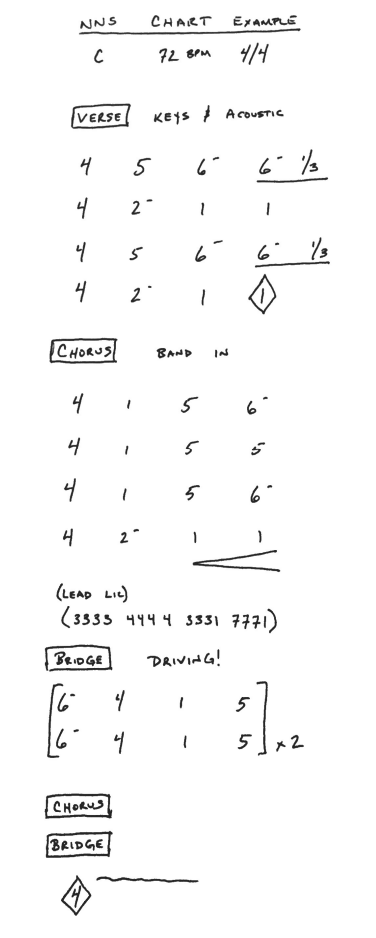 NNS CHART EXAMPLE
C 72 BPM 4/4
VERSE KEYS & ACOUSTIC
4 5 6- 6- 1/3
4 2- 1 1
4 5 6- 6- 1/3
4 2- 1 1
CHORUS BAND IN
4 1 5 6-
4 1 5 5
4 1 5 6-
4 2- 1 1
(LEAD LIC)
(3333 4444 3331 7771)
BRIDGE DRIVING!
6- 4 1 5
6- 4 1 5 x2
CHORUS
BRIDGE
4